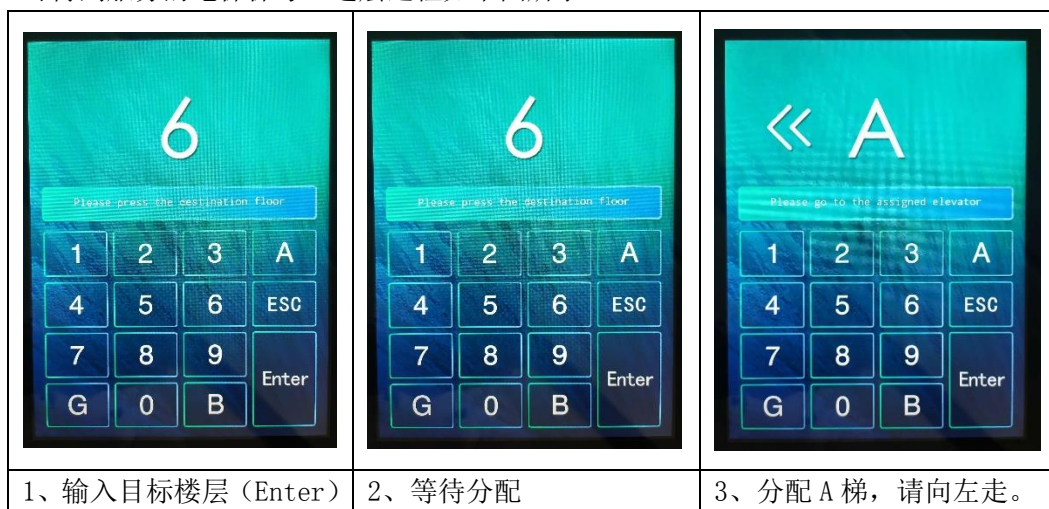 6
Please press the destination floor
1 2 3 A
4 5 6 ESC
7 8 9
Enter
G 0 B
6
Please press the destination floor
1 2 3 A
4 5 6 ESC
7 8 9
Enter
G 0 B
« A
Please go to the assigned elevator
1 2 3 A
4 5 6 ESC
7 8 9
Enter
G 0 B
1、输入目标楼层（Enter）
2、等待分配
3、分配 A 梯，请向左走。